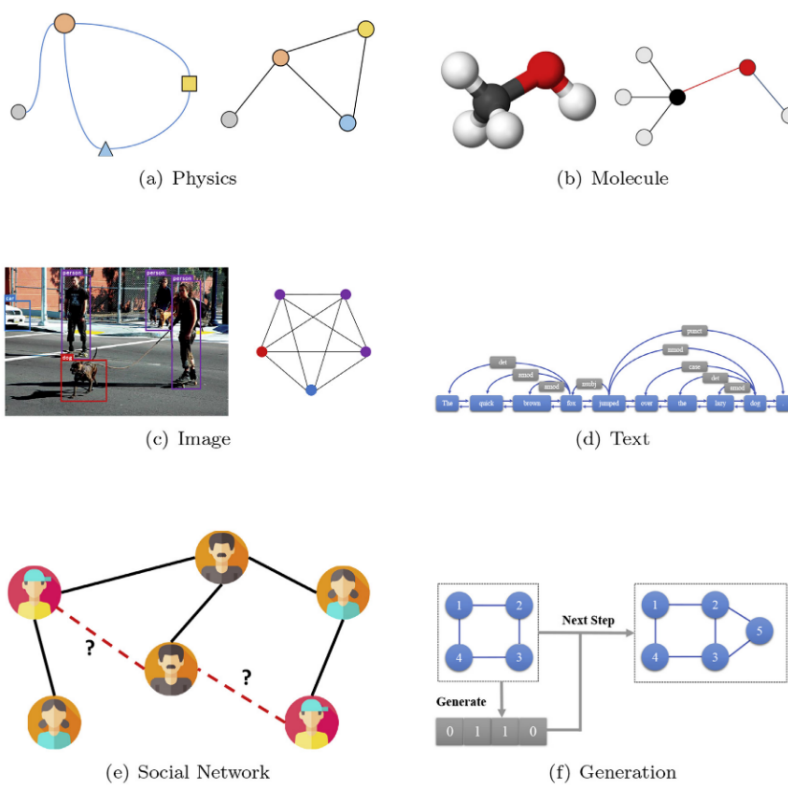 (a) Physics
(b) Molecule
person
person
person
car
dog
(c) Image
punct
nmod
case
det
amod
det
amod
amod
nsubj
The
quick
brown
fox
jumped
over
the
lazy
dog
(d) Text
?
?
(e) Social Network
1
2
4
3
Next Step
1
2
5
4
3
Generate
0 1 1 0
(f) Generation